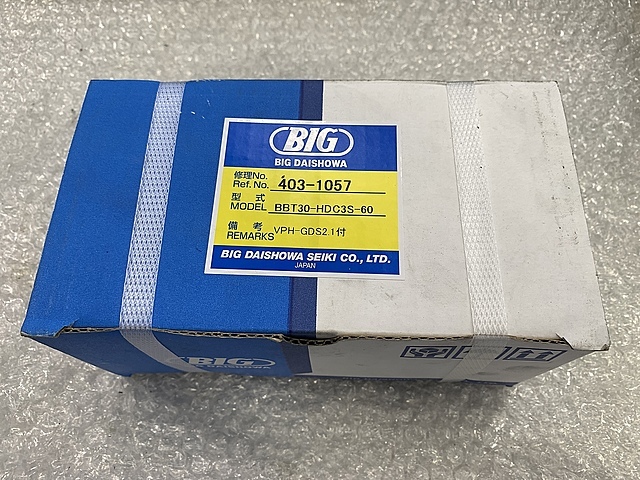 BIG
BIG DAISHOWA
修理No.
Ref. No. 403-1057
型 式
MODEL BBT30-HDC3S-60
備 考
REMARKS VPH-GDS2.1付
BIG DAISHOWA SEIKI CO., LTD.
JAPAN
BIG
DAISHOWA